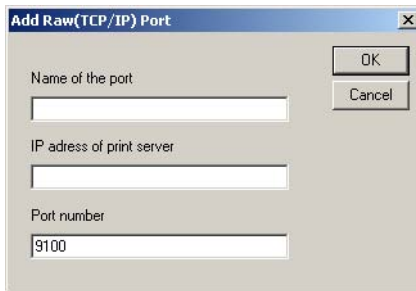 Add Raw(TCP/IP) Port
OK
Name of the port
Cancel
IP adress of print server
Port number
9100